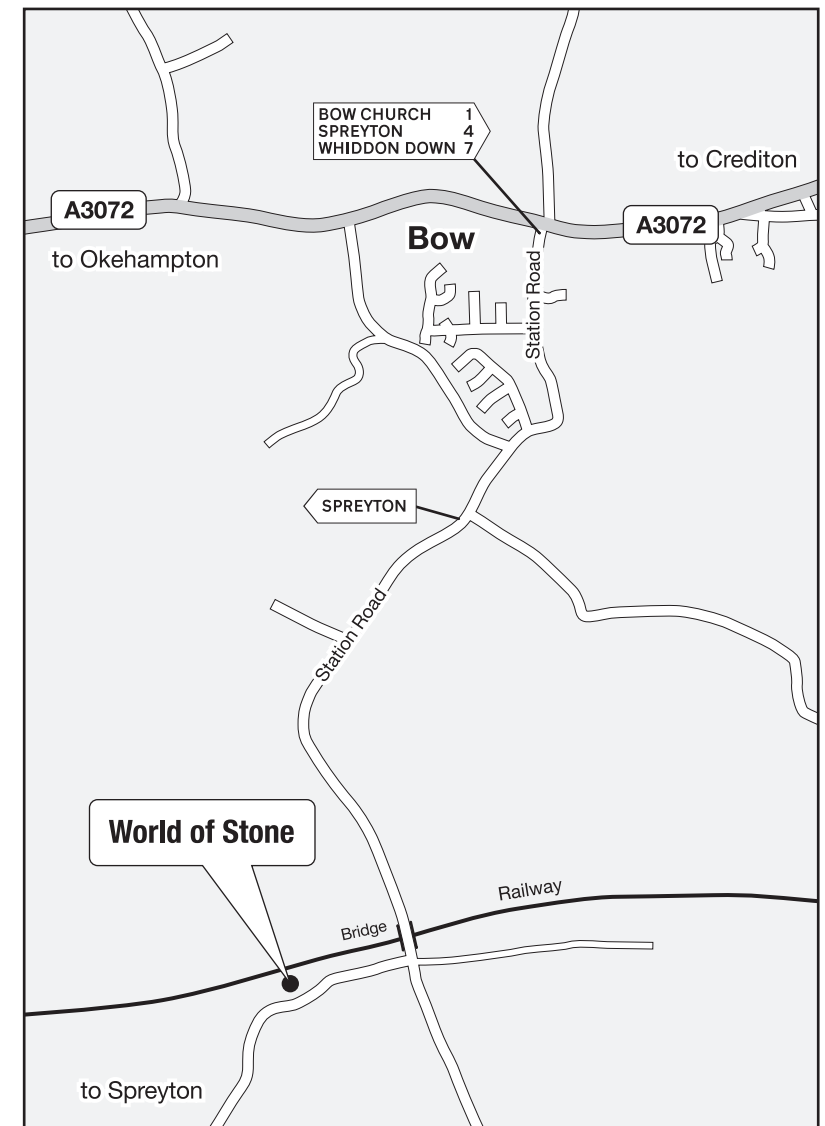 BOW CHURCH 1
SPREYTON 4
WHIDDON DOWN 7
to Crediton
A3072
A3072
Bow
to Okehampton
Station Road
SPREYTON
Station Road
World of Stone
Railway
Bridge
to Spreyton